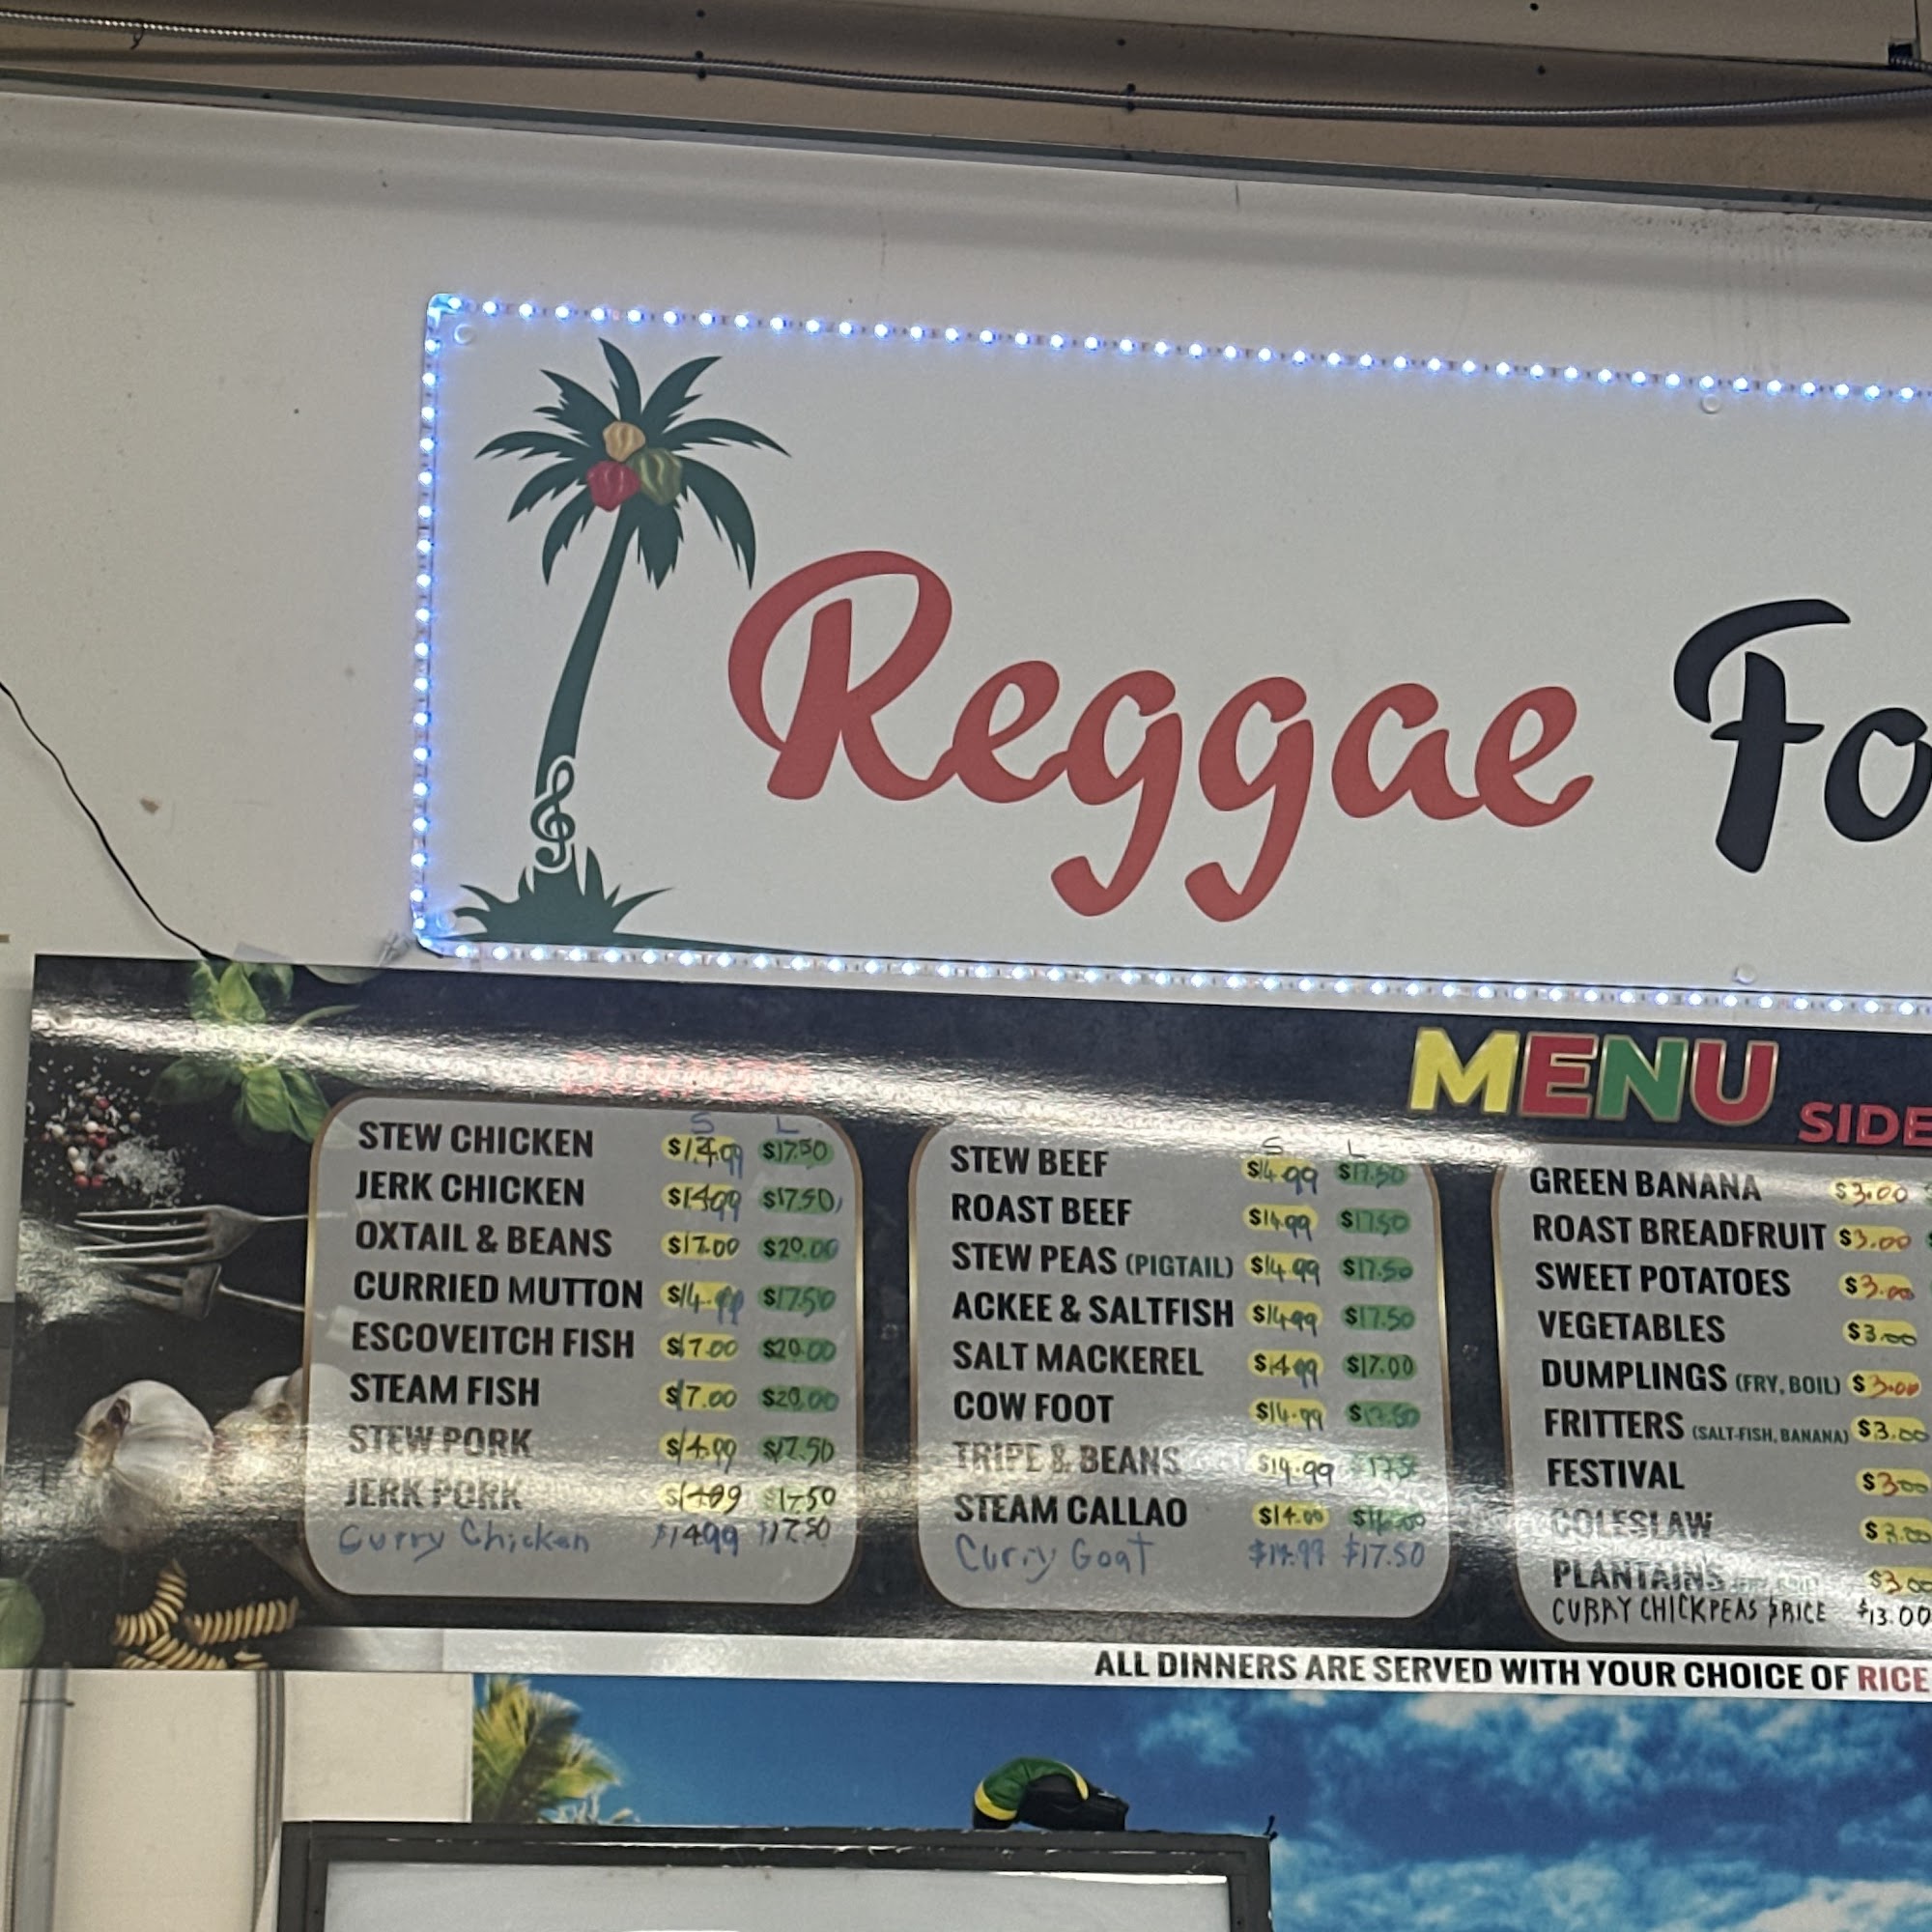 Reggae Fo
MENU
DINNER
SIDE
S L
STEW CHICKEN $14.99 $17.50
JERK CHICKEN $14.99 $17.50
OXTAIL & BEANS $17.00 $20.00
CURRIED MUTTON $14.99 $17.50
ESCOVEITCH FISH $17.00 $20.00
STEAM FISH $17.00 $20.00
STEW PORK $14.99 $17.50
JERK PORK $14.99 $17.50
Curry Chicken $14.99 $17.50
S L
STEW BEEF $14.99 $17.50
ROAST BEEF $14.99 $17.50
STEW PEAS (PIGTAIL) $14.99 $17.50
ACKEE & SALTFISH $14.99 $17.50
SALT MACKEREL $14.99 $17.00
COW FOOT $14.99 $17.50
TRIPE & BEANS $14.99
STEAM CALLAO $14.00
Curry Goat $14.99 $17.50
GREEN BANANA $3.00
ROAST BREADFRUIT $3.00
SWEET POTATOES $3.00
VEGETABLES $3.00
DUMPLINGS (FRY, BOIL) $3.00
FRITTERS (SALT-FISH, BANANA) $3.00
FESTIVAL $3.00
COLESLAW $3.00
PLANTAINS $3.00
CURRY CHICKPEAS $RICE $13.00
ALL DINNERS ARE SERVED WITH YOUR CHOICE OF RICE